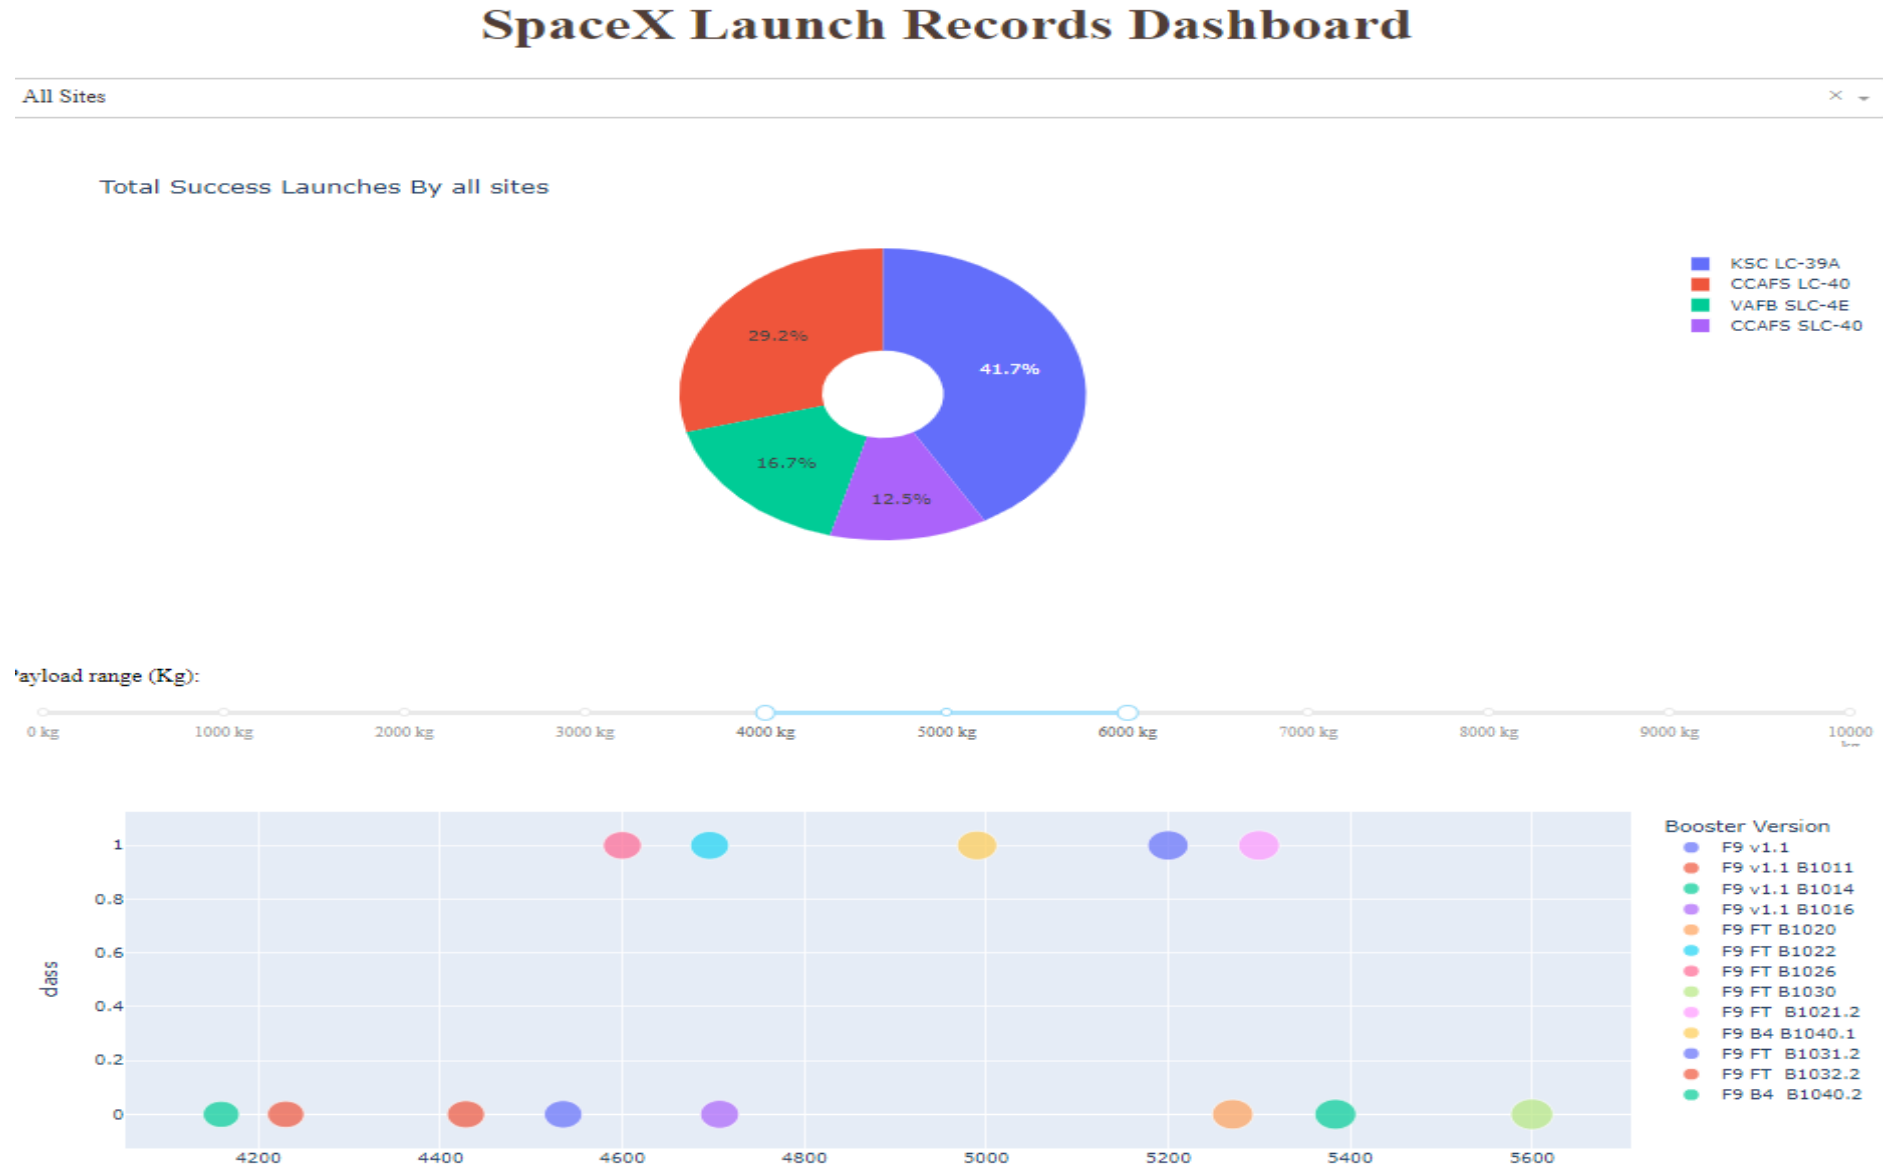 SpaceX Launch Records Dashboard
All Sites
Total Success Launches By all sites
KSC LC-39A
CCAFS LC-40
VAFB SLC-4E
CCAFS SLC-40
29.2%
41.7%
16.7%
12.5%
ayload range (Kg):
0 kg 1000 kg 2000 kg 3000 kg 4000 kg 5000 kg 6000 kg 7000 kg 8000 kg 9000 kg 10000
Booster Version
F9 v1.1
F9 v1.1 B1011
F9 v1.1 B1014
F9 v1.1 B1016
F9 FT B1020
F9 FT B1022
F9 FT B1026
F9 FT B1030
F9 FT B1021.2
F9 B4 B1040.1
F9 FT B1031.2
F9 FT B1032.2
F9 B4 B1040.2
class
1
0.8
0.6
0.4
0.2
0
4200 4400 4600 4800 5000 5200 5400 5600